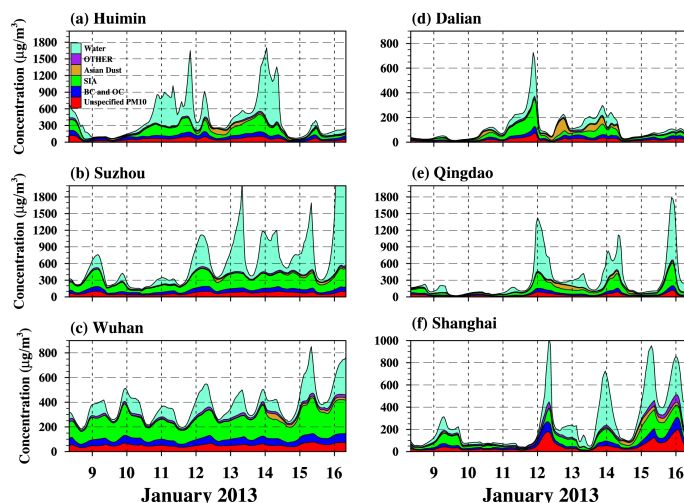 (a) Huimin
Concentration (μg/m³)
1800
1500
1200
900
600
300
0
Water
OTHER
Asian Dust
SIA
BC and OC
Unspecified PM10
(d) Dalian
800
600
400
200
0
(b) Suzhou
Concentration (μg/m³)
1800
1500
1200
900
600
300
0
(e) Qingdao
1800
1500
1200
900
600
300
0
(c) Wuhan
Concentration (μg/m³)
800
600
400
200
0
9 10 11 12 13 14 15 16
January 2013
(f) Shanghai
1000
800
600
400
200
0
9 10 11 12 13 14 15 16
January 2013